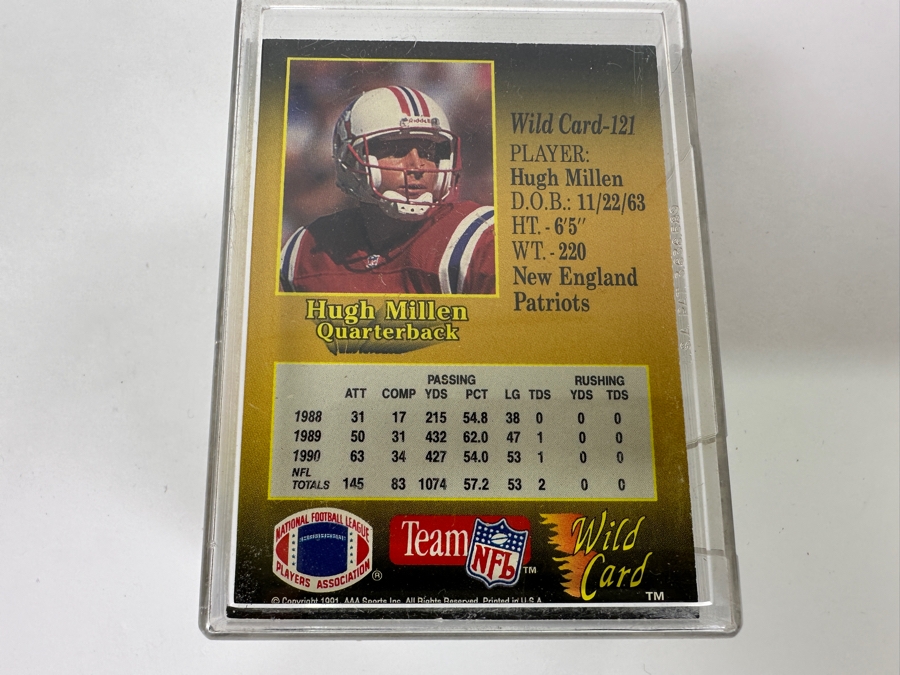 Wild Card-121
PLAYER:
Hugh Millen
D.O.B.: 11/22/63
HT. - 6'5"
WT. - 220
New England
Patriots
Hugh Millen
Quarterback
PASSING RUSHING
ATT COMP YDS PCT LG TDS YDS TDS
1988 31 17 215 54.8 38 0 0 0
1989 50 31 432 62.0 47 1 0 0
1990 63 34 427 54.0 53 1 0 0
NFL
TOTALS 145 83 1074 57.2 53 2 0 0
NATIONAL FOOTBALL LEAGUE
PLAYERS ASSOCIATION ®
Team NFL ™
Wild
Card
TM
© Copyright 1991, AAA Sports Inc. All Rights Reserved. Printed in U.S.A.